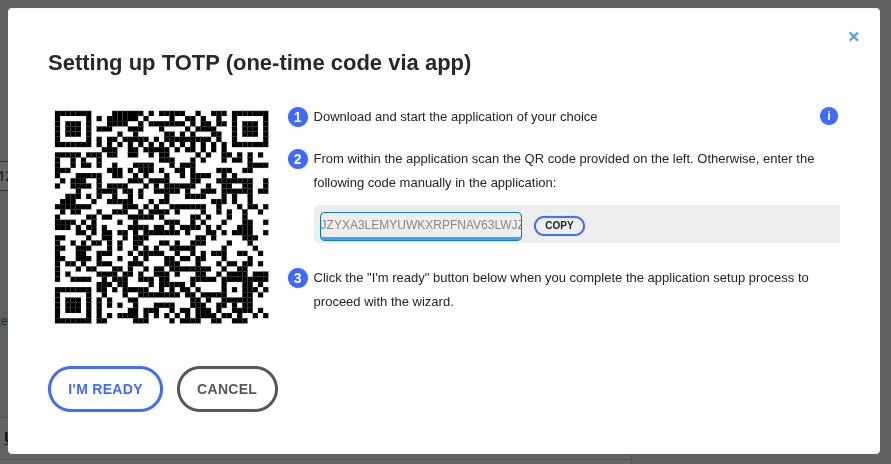 ×
Setting up TOTP (one-time code via app)
1 Download and start the application of your choice i
2 From within the application scan the QR code provided on the left. Otherwise, enter the
following code manually in the application:
JZYXA3LEMYUWKXRPFNAV63LWJZ COPY
3 Click the "I'm ready" button below when you complete the application setup process to
proceed with the wizard.
I'M READY CANCEL